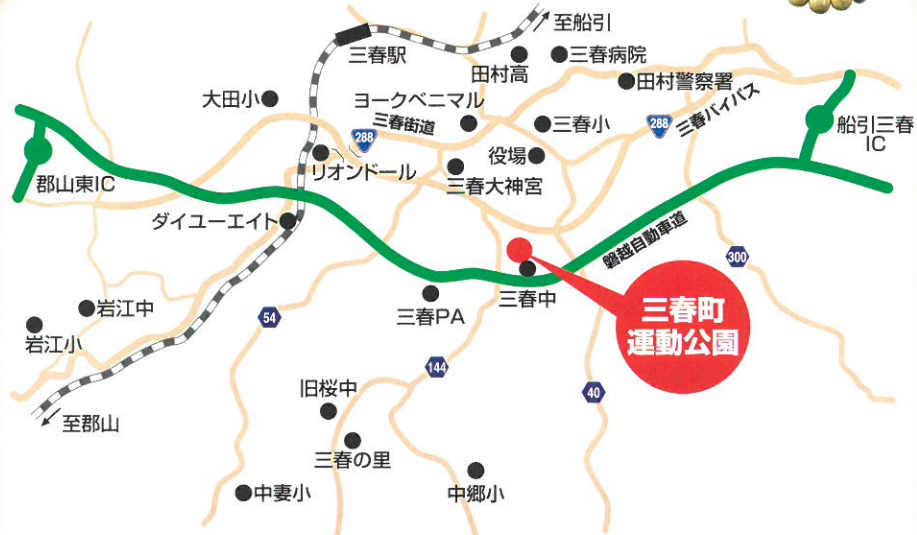 至船引
三春駅
田村高
三春病院
田村警察署
大田小
ヨークベニマル
三春街道
288
三春小
288
三春バイパス
船引三春
IC
役場
リオンドール
三春大神宮
郡山東IC
ダイユーエイト
磐越自動車道
300
三春中
三春PA
岩江中
岩江小
54
三春町
運動公園
144
40
旧桜中
至郡山
三春の里
中妻小
中郷小